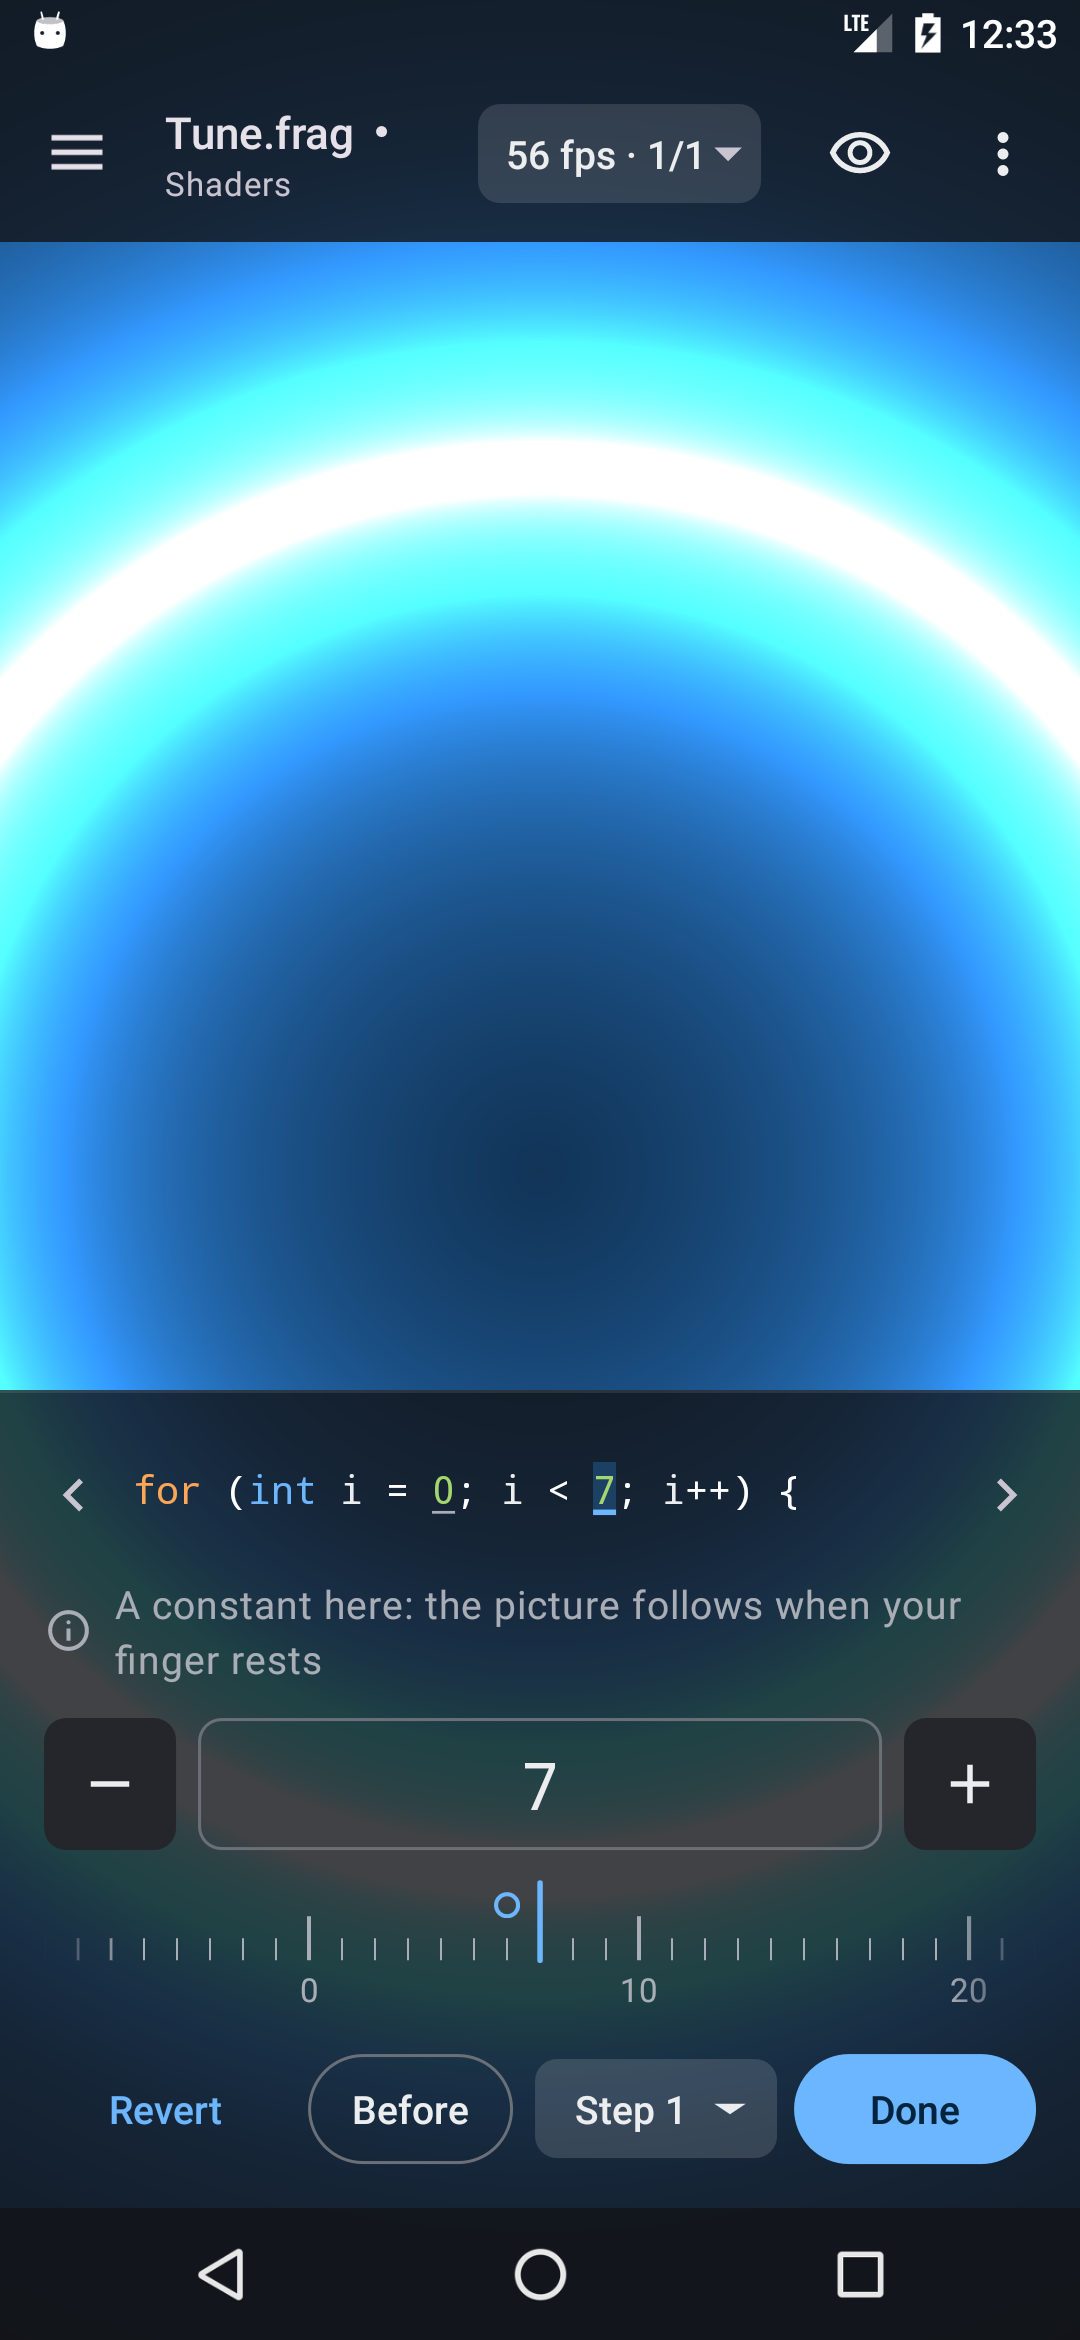 LTE 12:33
Tune.frag •
Shaders
56 fps · 1/1
for (int i = 0; i < 7; i++) {
A constant here: the picture follows when your
finger rests
7
0 10 20
Revert Before Step 1 Done